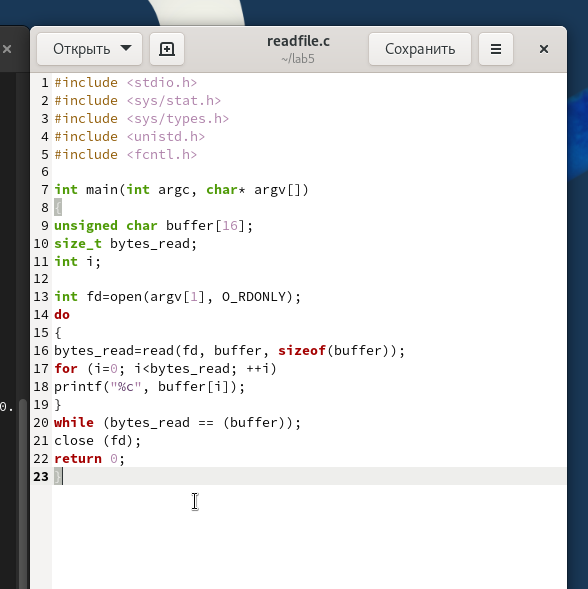 Открыть
readfile.c
~/lab5
Сохранить
1 #include <stdio.h>
2 #include <sys/stat.h>
3 #include <sys/types.h>
4 #include <unistd.h>
5 #include <fcntl.h>
6
7 int main(int argc, char* argv[])
8 {
9 unsigned char buffer[16];
10 size_t bytes_read;
11 int i;
12
13 int fd=open(argv[1], O_RDONLY);
14 do
15 {
16 bytes_read=read(fd, buffer, sizeof(buffer));
17 for (i=0; i<bytes_read; ++i)
18 printf("%c", buffer[i]);
19 }
20 while (bytes_read == (buffer));
21 close (fd);
22 return 0;
23 }
0.